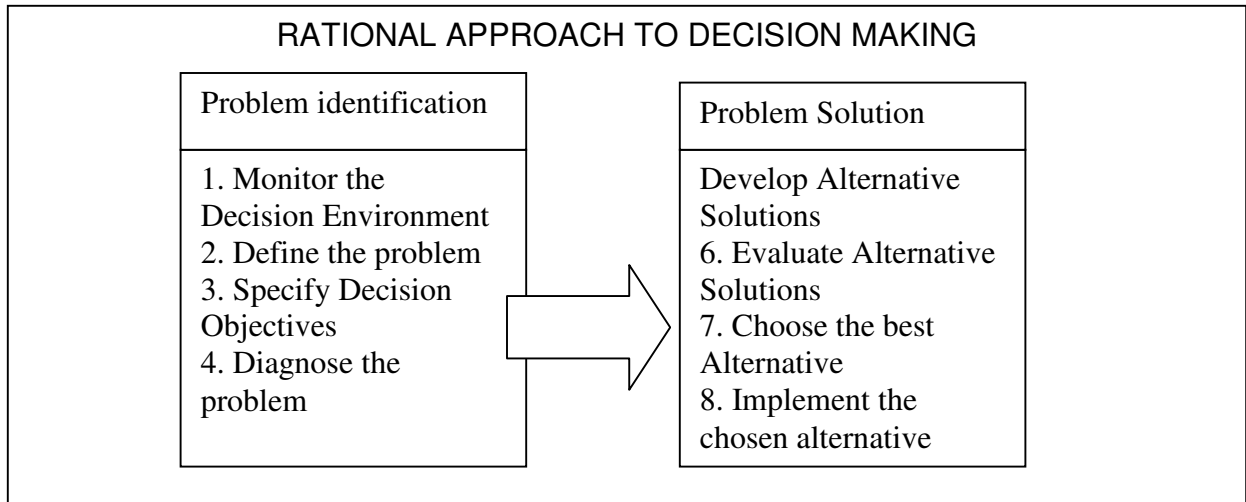 RATIONAL APPROACH TO DECISION MAKING
Problem identification
1. Monitor the
Decision Environment
2. Define the problem
3. Specify Decision
Objectives
4. Diagnose the
problem
Problem Solution
Develop Alternative
Solutions
6. Evaluate Alternative
Solutions
7. Choose the best
Alternative
8. Implement the
chosen alternative